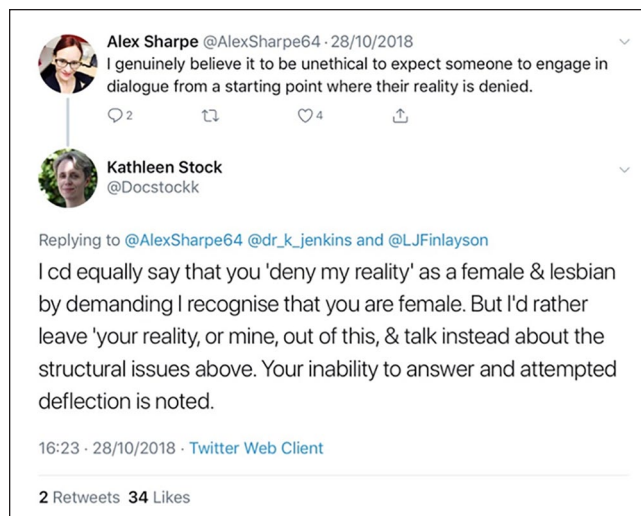 Alex Sharpe @AlexSharpe64 · 28/10/2018
I genuinely believe it to be unethical to expect someone to engage in
dialogue from a starting point where their reality is denied.
2 4
Kathleen Stock
@Docstockk
Replying to @AlexSharpe64 @dr_k_jenkins and @LJFinlayson
I cd equally say that you 'deny my reality' as a female & lesbian
by demanding I recognise that you are female. But I'd rather
leave 'your reality, or mine, out of this, & talk instead about the
structural issues above. Your inability to answer and attempted
deflection is noted.
16:23 · 28/10/2018 · Twitter Web Client
2 Retweets 34 Likes